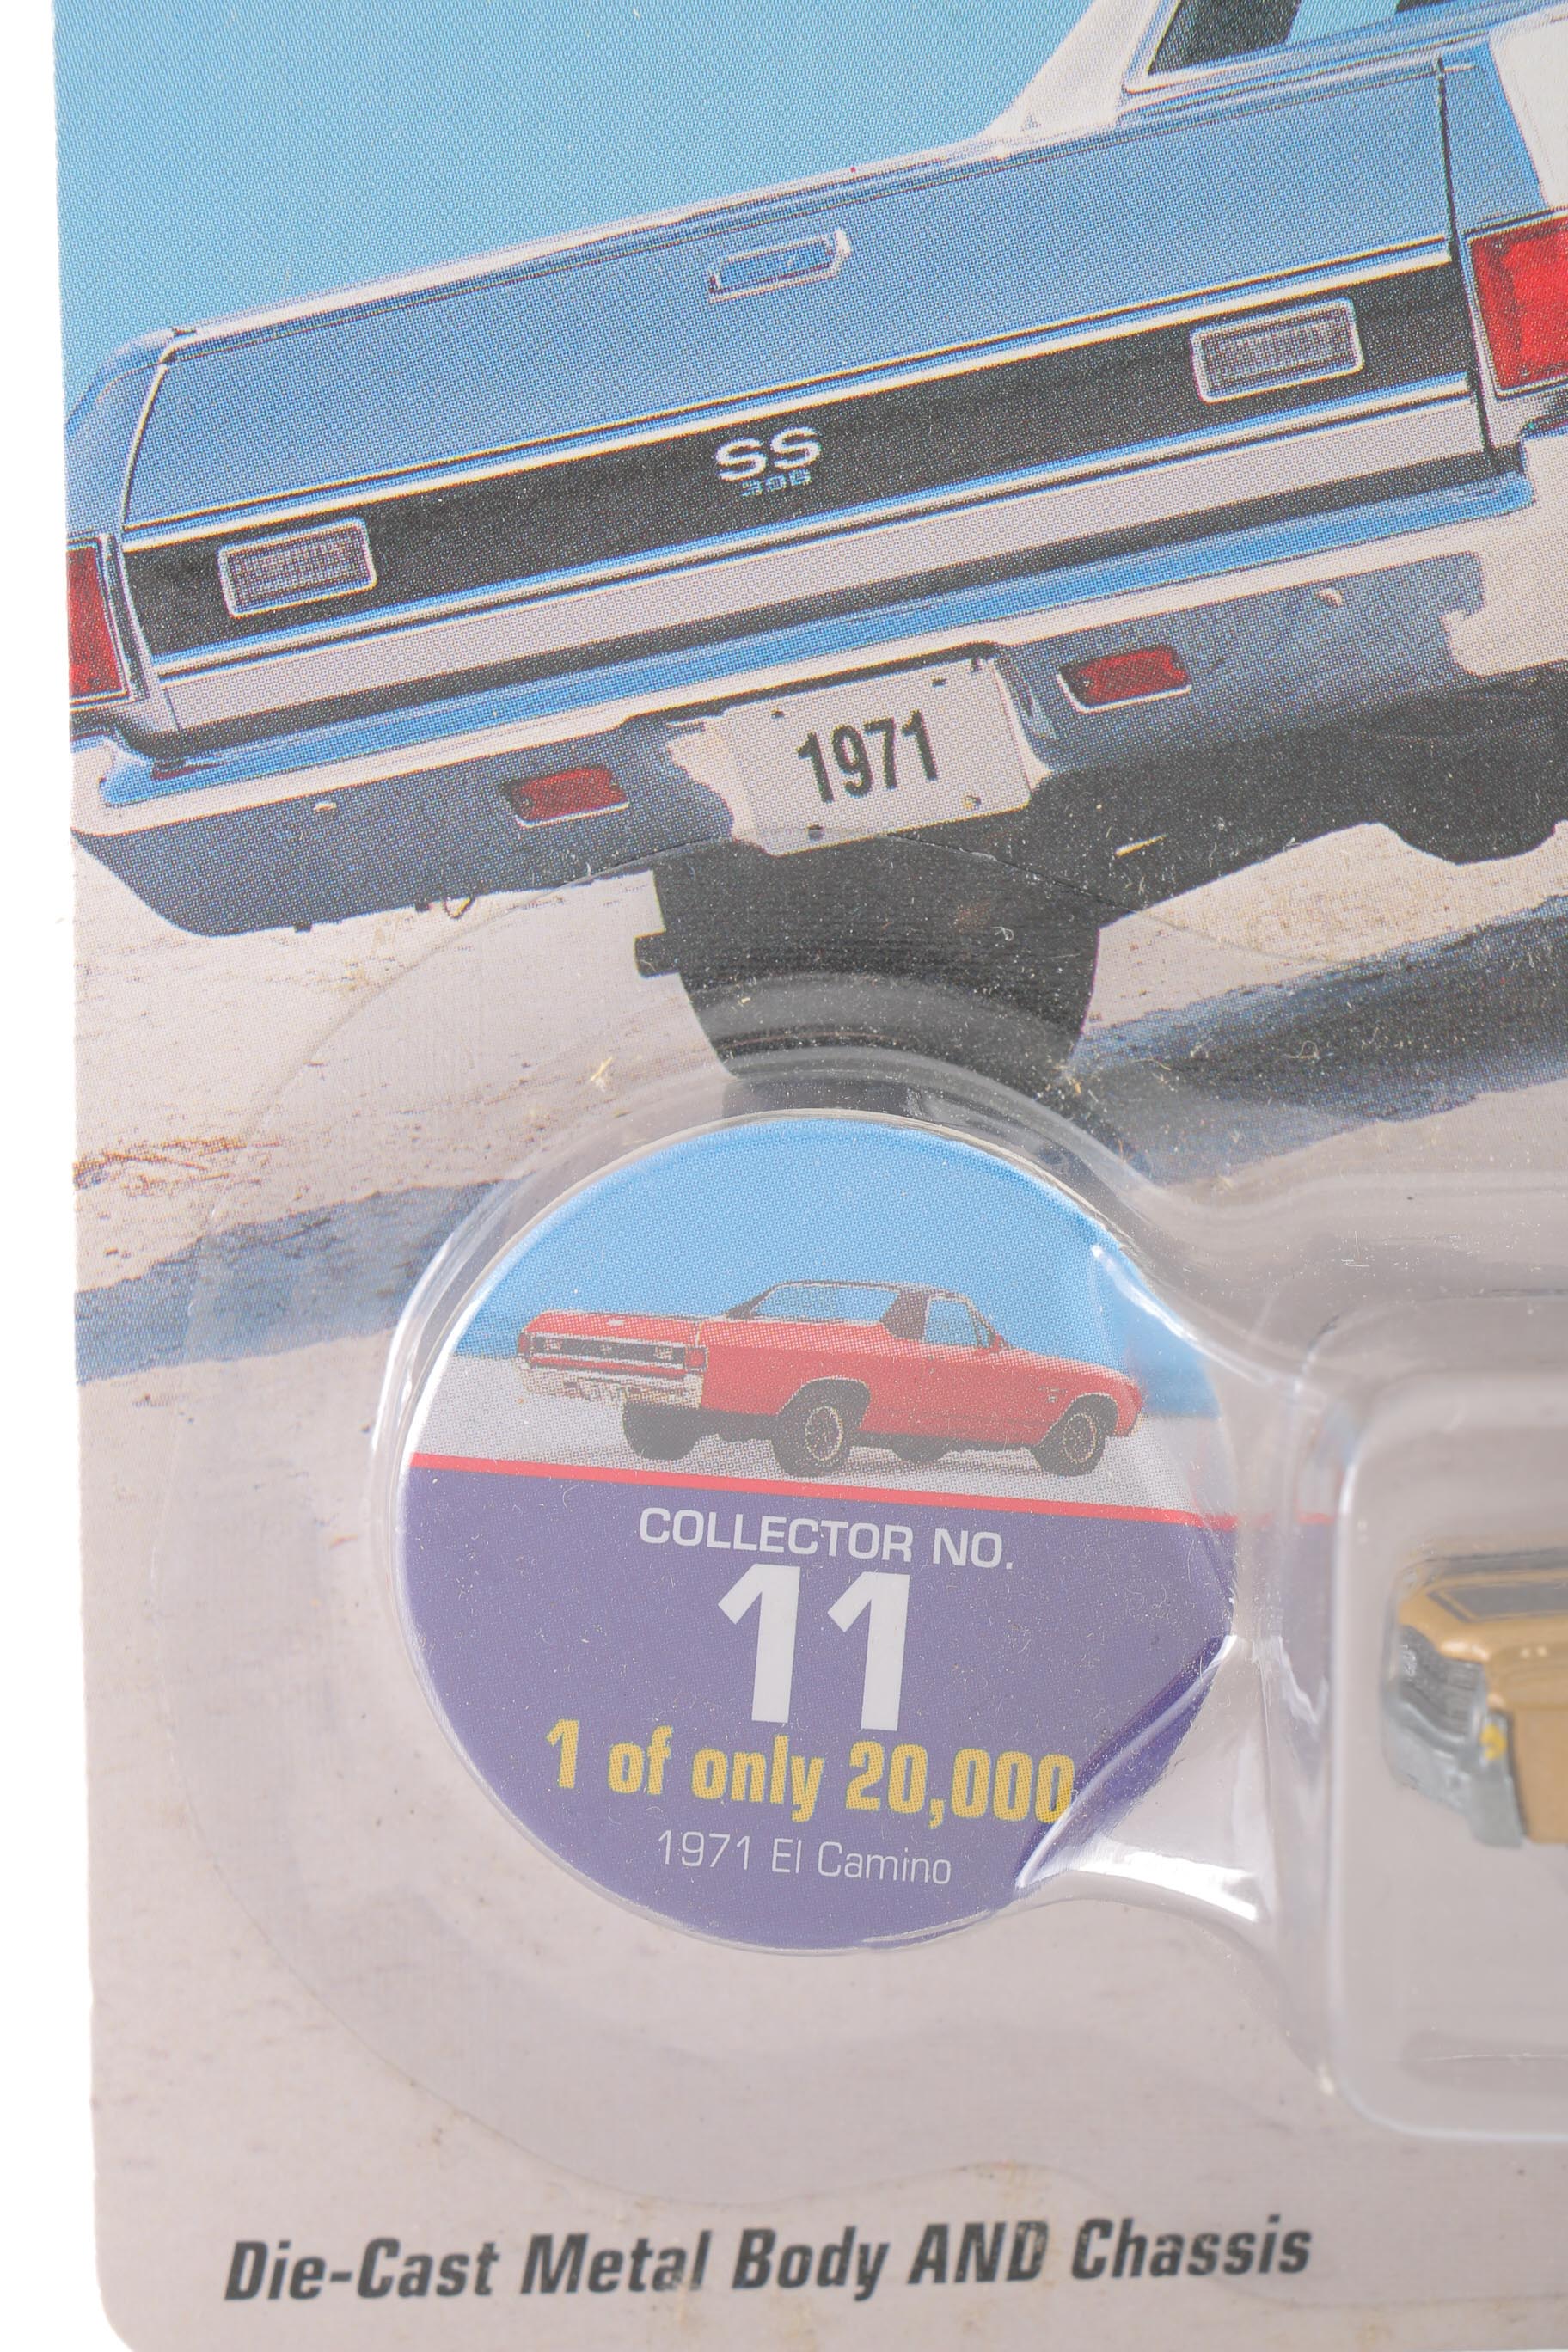 SS
396
1971
COLLECTOR NO.
11
1 of only 20,000
1971 El Camino
Die-Cast Metal Body AND Chassis